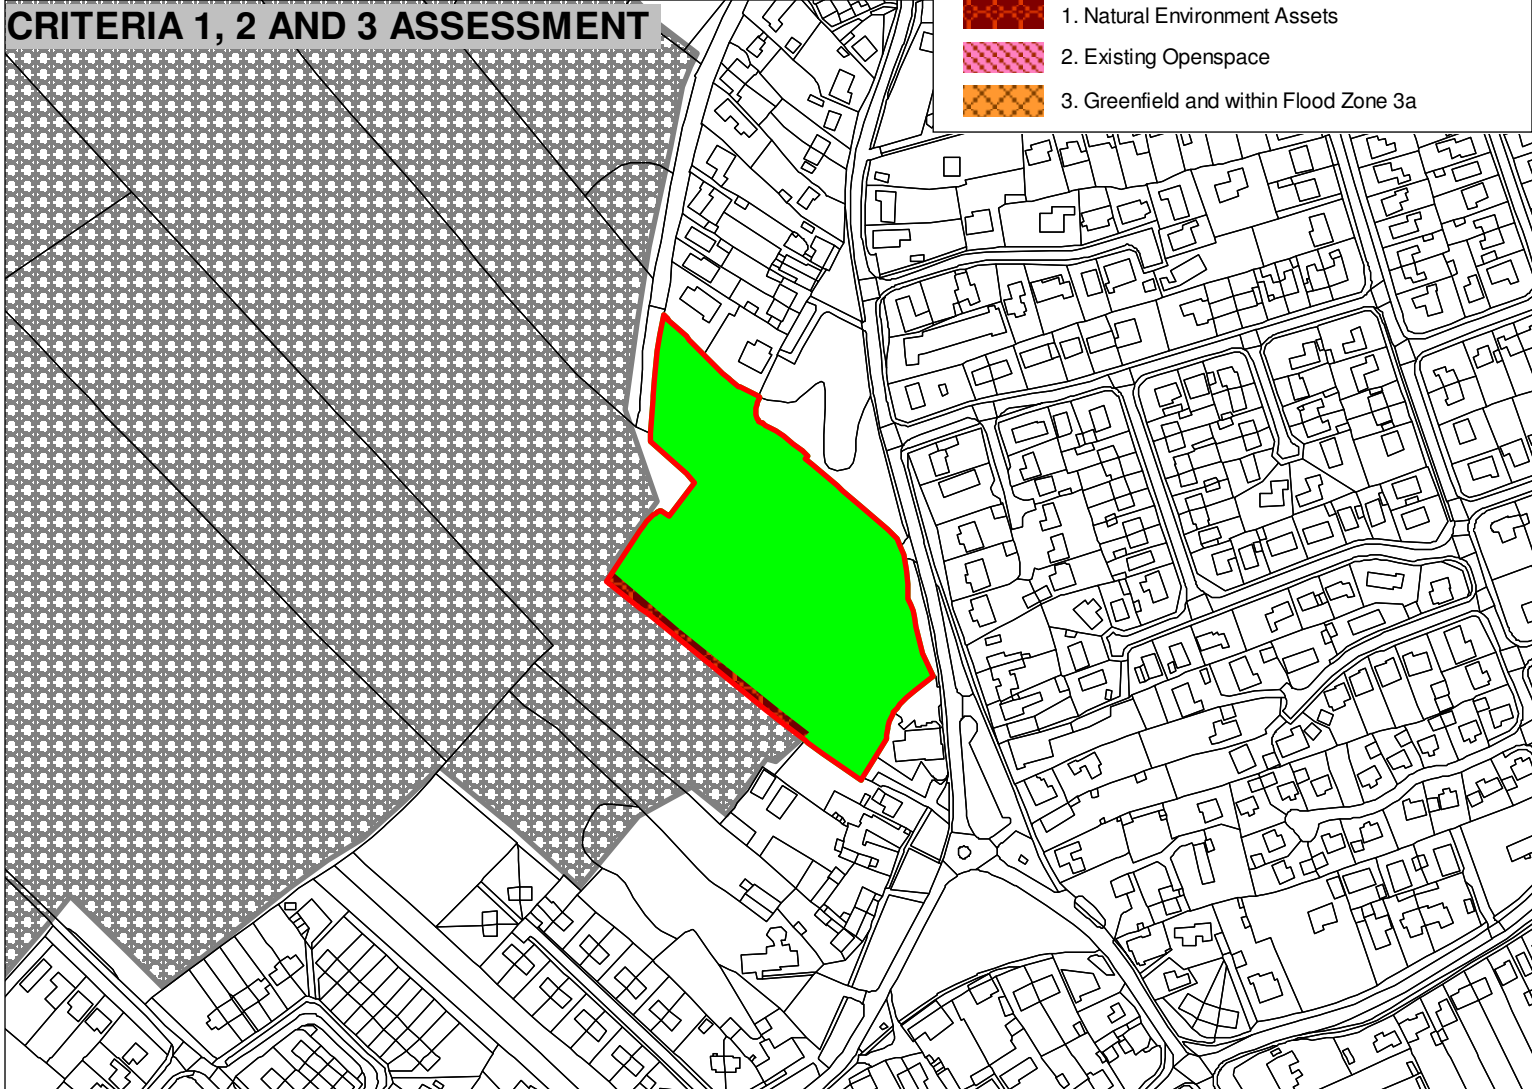 CRITERIA 1, 2 AND 3 ASSESSMENT
1. Natural Environment Assets
2. Existing Openspace
3. Greenfield and within Flood Zone 3a